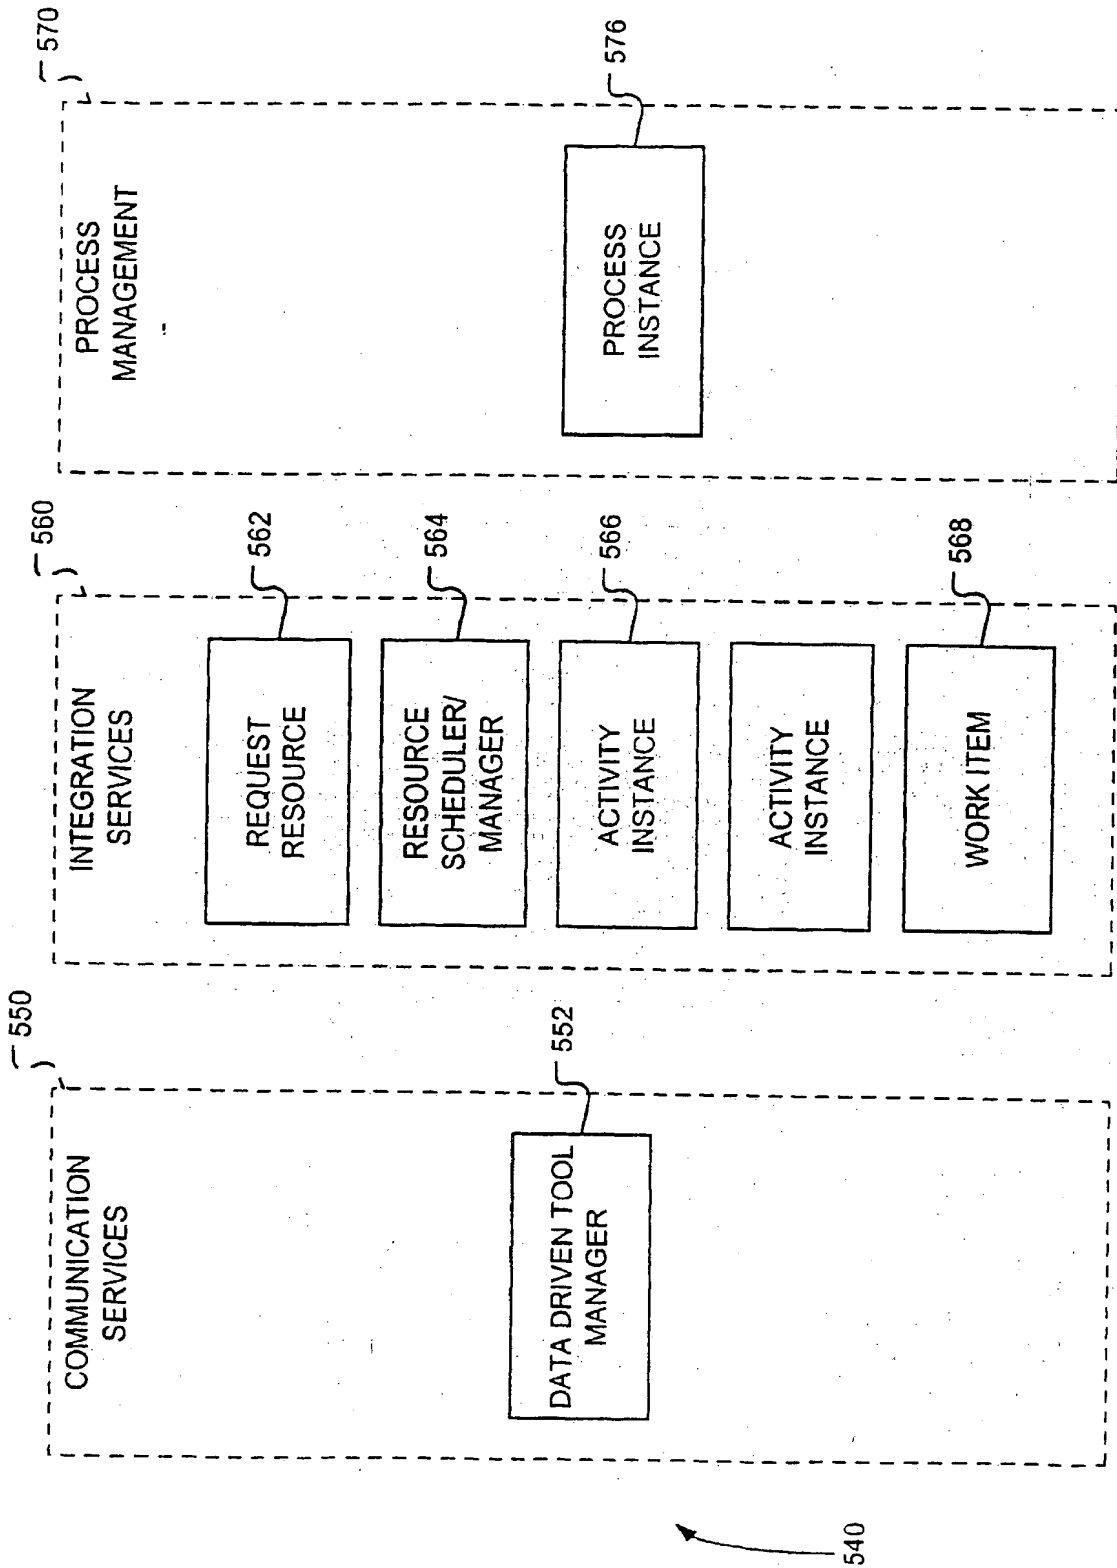 550
COMMUNICATION
SERVICES
552
DATA DRIVEN TOOL
MANAGER
560
INTEGRATION
SERVICES
562
REQUEST
RESOURCE
564
RESOURCE
SCHEDULER/
MANAGER
566
ACTIVITY
INSTANCE
ACTIVITY
INSTANCE
568
WORK ITEM
570
PROCESS
MANAGEMENT
576
PROCESS
INSTANCE
540